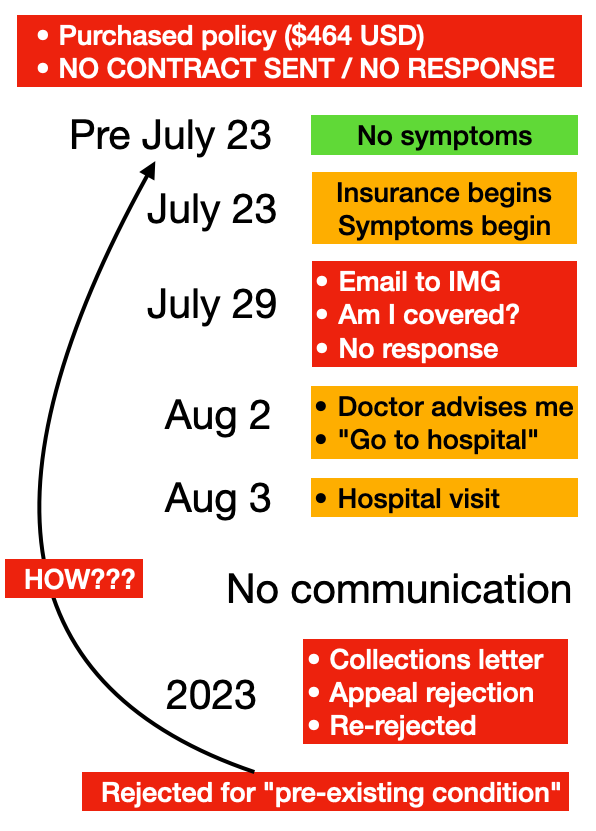 • Purchased policy ($464 USD)
• NO CONTRACT SENT / NO RESPONSE
Pre July 23
No symptoms
July 23
Insurance begins
Symptoms begin
July 29
• Email to IMG
• Am I covered?
• No response
Aug 2
• Doctor advises me
• "Go to hospital"
Aug 3
• Hospital visit
HOW???
No communication
2023
• Collections letter
• Appeal rejection
• Re-rejected
Rejected for "pre-existing condition"